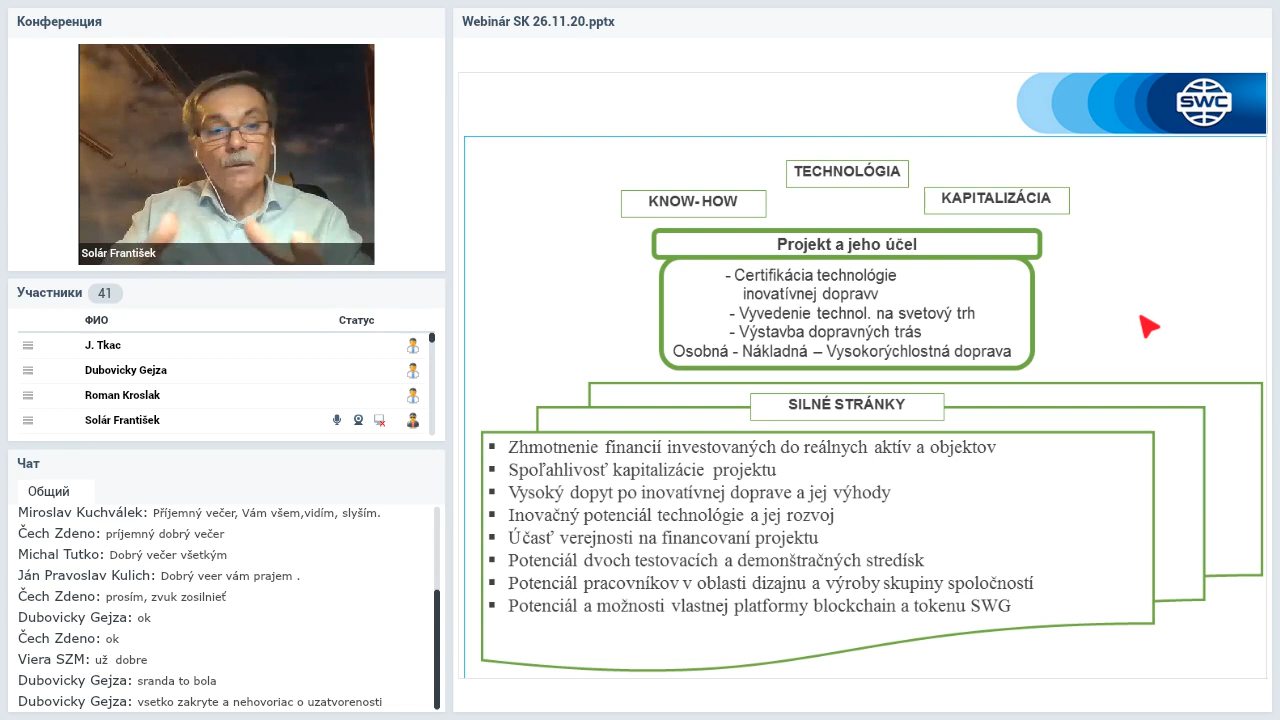 Конференция
Solár František
Участники 41
ФИО Статус
J. Tkac
Dubovicky Gejza
Roman Kroslak
Solár František
Чат
Общий
Miroslav Kuchválek: Príjemný večer, Vám všem,vidím, slyším.
Čech Zdeno: príjemný dobrý večer
Michal Tutko: Dobrý večer všetkým
Ján Pravoslav Kulich: Dobrý veer vám prajem .
Čech Zdeno: prosím, zvuk zosilnieť
Dubovicky Gejza: ok
Čech Zdeno: ok
Viera SZM: už dobre
Dubovicky Gejza: sranda to bola
Dubovicky Gejza: vsetko zakryte a nehovoriac o uzatvorenosti
Webinár SK 26.11.20.pptx
SWC
TECHNOLÓGIA
KNOW-HOW
KAPITALIZÁCIA
Projekt a jeho účel
- Certifikácia technológie
inovatívnej dopravv
- Vyvedenie technol. na svetový trh
- Výstavba dopravných trás
Osobná - Nákladná – Vysokorýchlostná doprava
SILNÉ STRÁNKY
▪ Zhmotnenie financií investovaných do reálnych aktív a objektov
▪ Spoľahlivosť kapitalizácie projektu
▪ Vysoký dopyt po inovatívnej doprave a jej výhody
▪ Inovačný potenciál technológie a jej rozvoj
▪ Účasť verejnosti na financovaní projektu
▪ Potenciál dvoch testovacích a demonštračných stredísk
▪ Potenciál pracovníkov v oblasti dizajnu a výroby skupiny spoločností
▪ Potenciál a možnosti vlastnej platformy blockchain a tokenu SWG